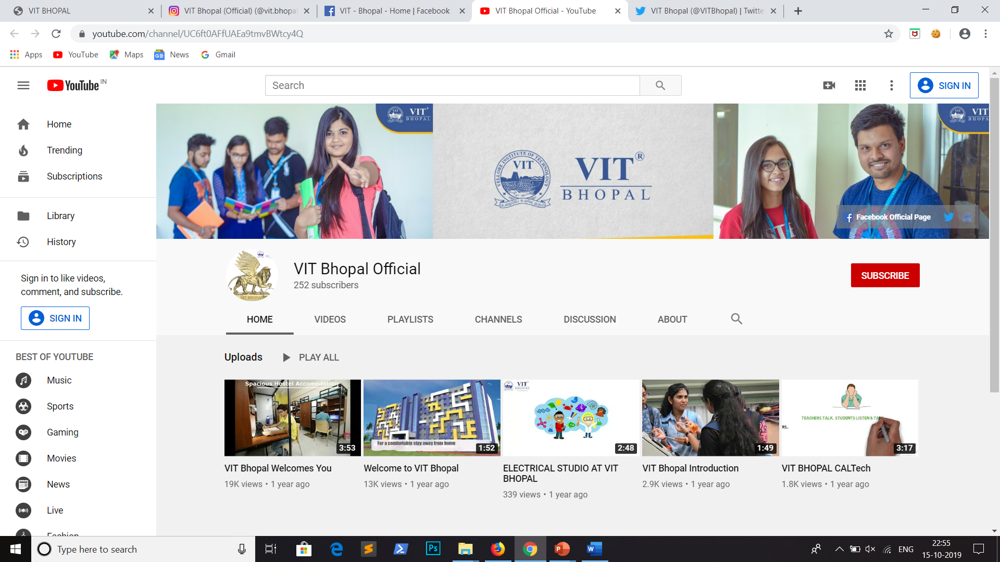 VIT BHOPAL
VIT Bhopal (Official) (@vit.bhopal
VIT - Bhopal - Home | Facebook
VIT Bhopal Official - YouTube
VIT Bhopal (@VITBhopal) | Twitte
youtube.com/channel/UC6ft0AFfUAEa9tmvBWtcy4Q
Apps
YouTube
Maps
News
Gmail
YouTube IN
Search
SIGN IN
Home
Trending
Subscriptions
Library
History
Sign in to like videos,
comment, and subscribe.
SIGN IN
BEST OF YOUTUBE
Music
Sports
Gaming
Movies
News
Live
Fashion
VIT
BHOPAL
VELLORE INSTITUTE OF TECHNOLOGY
VIT
VIT®
BHOPAL
VIT
BHOPA
Facebook Official Page
VIT Bhopal Official
252 subscribers
SUBSCRIBE
HOME
VIDEOS
PLAYLISTS
CHANNELS
DISCUSSION
ABOUT
Uploads
PLAY ALL
Spacious Hostel Accomodation
3:53
VIT Bhopal Welcomes You
19K views • 1 year ago
For a comfortable stay away from home
1:52
Welcome to VIT Bhopal
13K views • 1 year ago
VIT
BHOPAL
2:48
ELECTRICAL STUDIO AT VIT
BHOPAL
339 views • 1 year ago
1:49
VIT Bhopal Introduction
2.9K views • 1 year ago
TEACHERS TALK, STUDENTS LISTEN & TA
RS..
3:17
VIT BHOPAL CALTech
1.8K views • 1 year ago
Type here to search
ENG
22:55
15-10-2019